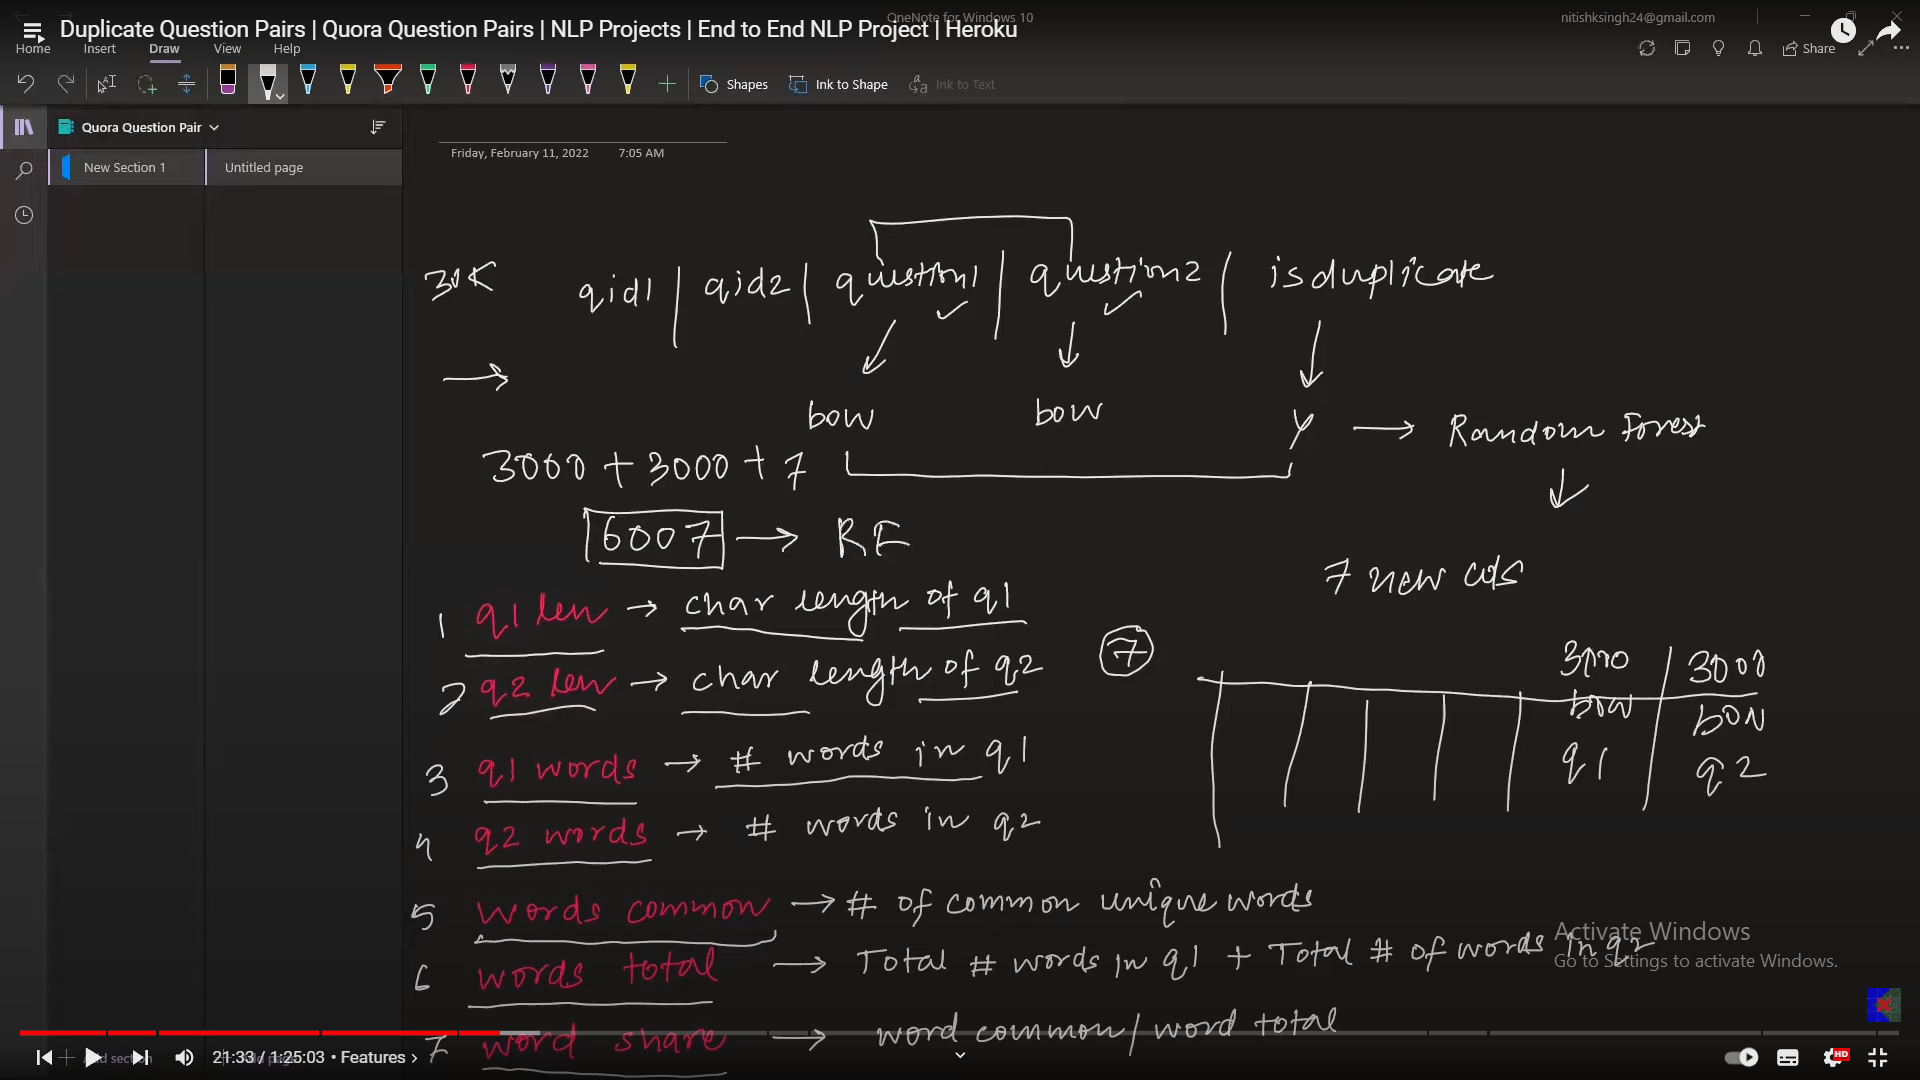 Duplicate Question Pairs | Quora Question Pairs | NLP Projects | End to End NLP Project | Heroku
OneNote for Windows 10
nitishksingh24@gmail.com
Home Insert Draw View Help
Share
Shapes Ink to Shape Ink to Text
Quora Question Pair
New Section 1
Untitled page
Friday, February 11, 2022 7:05 AM
30K qid1 | qid2 | question1 | question2 | isduplicate
→ bow bow Y → Random Forest
3000 + 3000 + 7
6007 → RF
7 new cols
1 q1 len → char length of q1
2 q2 len → char length of q2
7
3000 | 3000
bow bow
q1 q2
3 q1 words → # words in q1
4 q2 words → # words in q2
5 words common → # of common unique words
6 words total → Total # words in q1 + Total # of words in q2
7 word share → word common / word total
Activate Windows
Go to Settings to activate Windows.
21:33 / 1:25:03 • Features >
HD